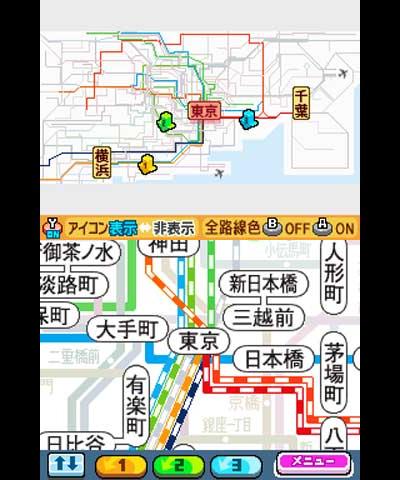 東京
千葉
横浜
Y ON アイコン表示⇔非表示 全路線色 B OFF A ON
新御茶ノ水
神田
小伝馬町
人形町
淡路町
新日本橋
三越前
大手町
東京
二重橋前
日本橋
茅場町
有楽町
京橋
銀座一丁目
日比谷
八
1
2
3
メニュー